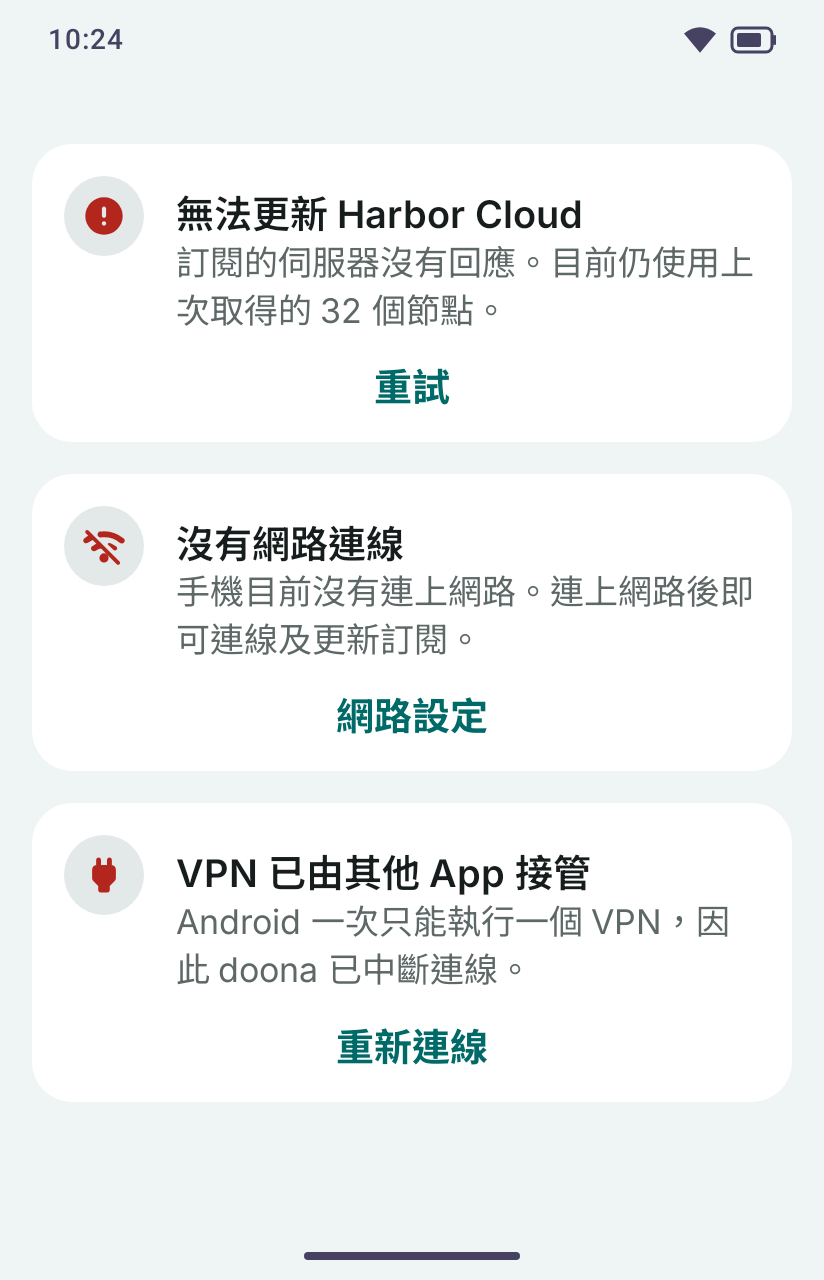 10:24
無法更新 Harbor Cloud
訂閱的伺服器沒有回應。目前仍使用上
次取得的 32 個節點。
重試
沒有網路連線
手機目前沒有連上網路。連上網路後即
可連線及更新訂閱。
網路設定
VPN 已由其他 App 接管
Android 一次只能執行一個 VPN，因
此 doona 已中斷連線。
重新連線